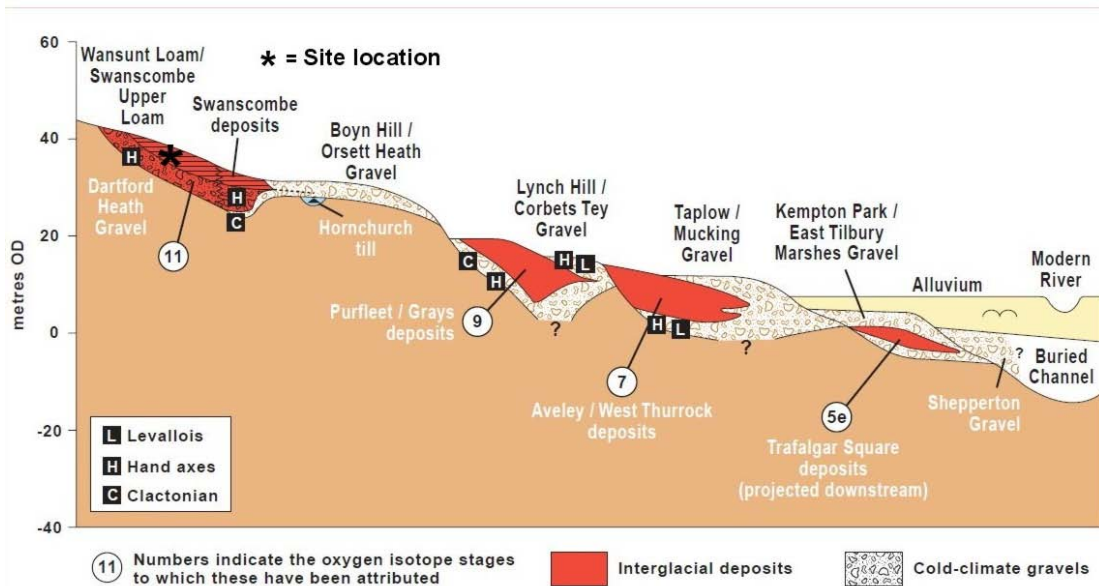 60
40
20
0
-20
-40
metres OD
* = Site location
Wansunt Loam/
Swanscombe
Upper
Loam
Swanscombe
deposits
Boyn Hill /
Orsett Heath
Gravel
Lynch Hill /
Corbets Tey
Gravel
Taplow /
Mucking
Gravel
Kempton Park /
East Tilbury
Marshes Gravel
Alluvium
Modern
River
H
H
C
Dartford
Heath
Gravel
11
Hornchurch
till
C
H
H
L
Purfleet / Grays
deposits
9
?
H
L
?
7
Aveley / West Thurrock
deposits
5e
Trafalgar Square
deposits
(projected downstream)
?
Shepperton
Gravel
Buried
Channel
L Levallois
H Hand axes
C Clactonian
11 Numbers indicate the oxygen isotope stages
to which these have been attributed
Interglacial deposits
Cold-climate gravels